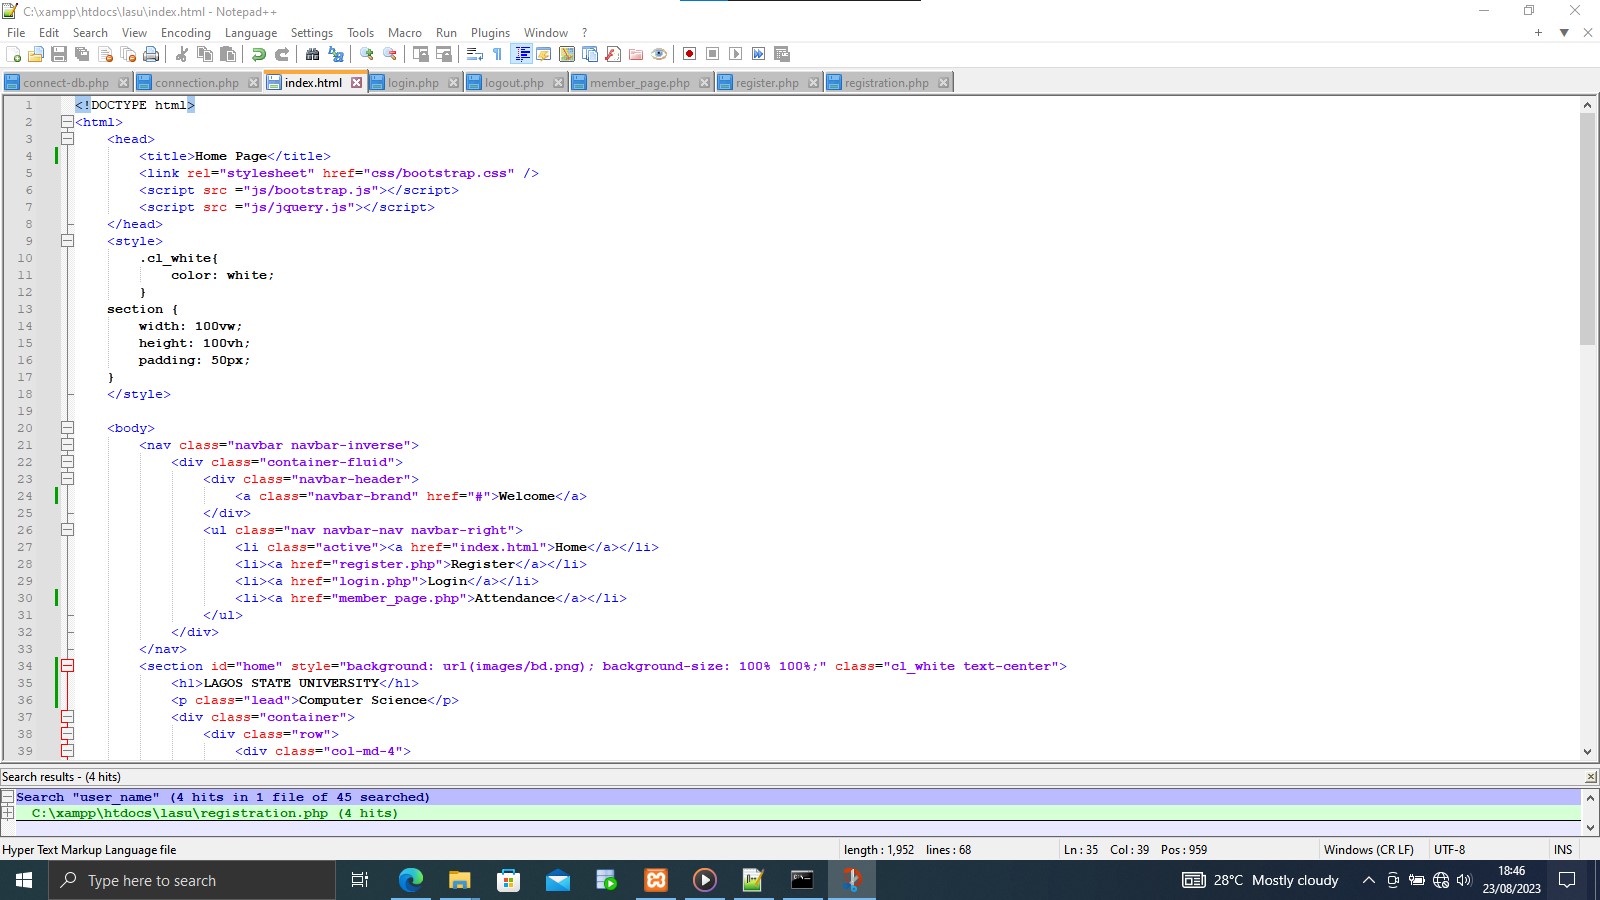 C:\xampp\htdocs\lasu\index.html - Notepad++
File Edit Search View Encoding Language Settings Tools Macro Run Plugins Window ?
connect-db.php connection.php index.html login.php logout.php member_page.php register.php registration.php
1 <!DOCTYPE html>
2 <html>
3 <head>
4 <title>Home Page</title>
5 <link rel="stylesheet" href="css/bootstrap.css" />
6 <script src ="js/bootstrap.js"></script>
7 <script src ="js/jquery.js"></script>
8 </head>
9 <style>
10 .cl_white{
11 color: white;
12 }
13 section {
14 width: 100vw;
15 height: 100vh;
16 padding: 50px;
17 }
18 </style>
19
20 <body>
21 <nav class="navbar navbar-inverse">
22 <div class="container-fluid">
23 <div class="navbar-header">
24 <a class="navbar-brand" href="#">Welcome</a>
25 </div>
26 <ul class="nav navbar-nav navbar-right">
27 <li class="active"><a href="index.html">Home</a></li>
28 <li><a href="register.php">Register</a></li>
29 <li><a href="login.php">Login</a></li>
30 <li><a href="member_page.php">Attendance</a></li>
31 </ul>
32 </div>
33 </nav>
34 <section id="home" style="background: url(images/bd.png); background-size: 100% 100%;" class="cl_white text-center">
35 <h1>LAGOS STATE UNIVERSITY</h1>
36 <p class="lead">Computer Science</p>
37 <div class="container">
38 <div class="row">
39 <div class="col-md-4">
Search results - (4 hits)
Search "user_name" (4 hits in 1 file of 45 searched)
C:\xampp\htdocs\lasu\registration.php (4 hits)
Hyper Text Markup Language file length : 1,952 lines : 68 Ln : 35 Col : 39 Pos : 959 Windows (CR LF) UTF-8 INS
Type here to search 28°C Mostly cloudy 18:46
23/08/2023